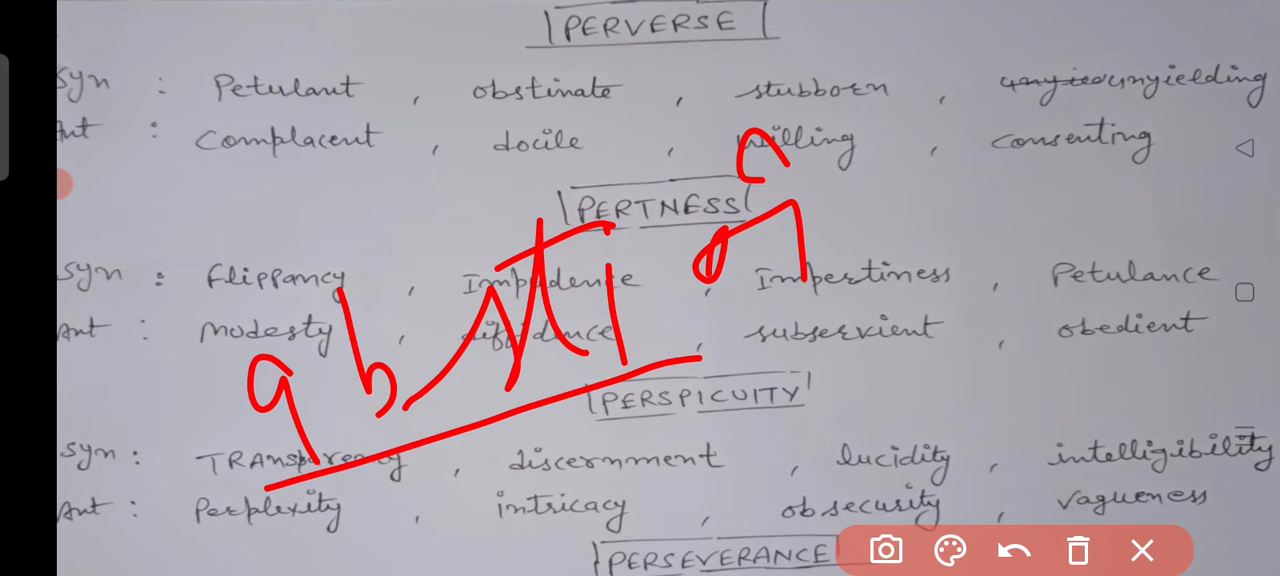 PERVERSE
Syn : Petulant , obstinate , stubborn , unyielding
Ant : Complacent , docile , willing , consenting
PERTNESS
Syn : Flippancy , Impudence , Impertiness , Petulance
Ant : Modesty , diffidence , subservient , obedient
PERSPICUITY
Syn : TRANSparency , discernment , lucidity , intelligibility
Ant : Perplexity , intricacy , obsecurity , vagueness
PERSEVERANCE